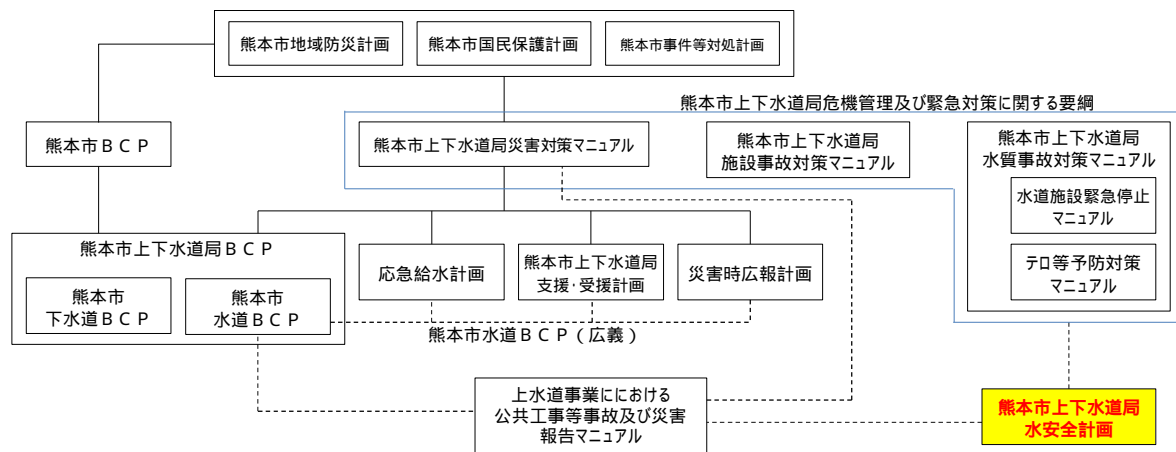 熊本市地域防災計画
熊本市国民保護計画
熊本市事件等対処計画
熊本市上下水道局危機管理及び緊急対策に関する要綱
熊本市ＢＣＰ
熊本市上下水道局災害対策マニュアル
熊本市上下水道局
施設事故対策マニュアル
熊本市上下水道局
水質事故対策マニュアル
水道施設緊急停止
マニュアル
テロ等予防対策
マニュアル
熊本市上下水道局ＢＣＰ
熊本市
下水道ＢＣＰ
熊本市
水道ＢＣＰ
応急給水計画
熊本市上下水道局
支援・受援計画
災害時広報計画
熊本市水道ＢＣＰ（広義）
上水道事業ににおける
公共工事等事故及び災害
報告マニュアル
熊本市上下水道局
水安全計画